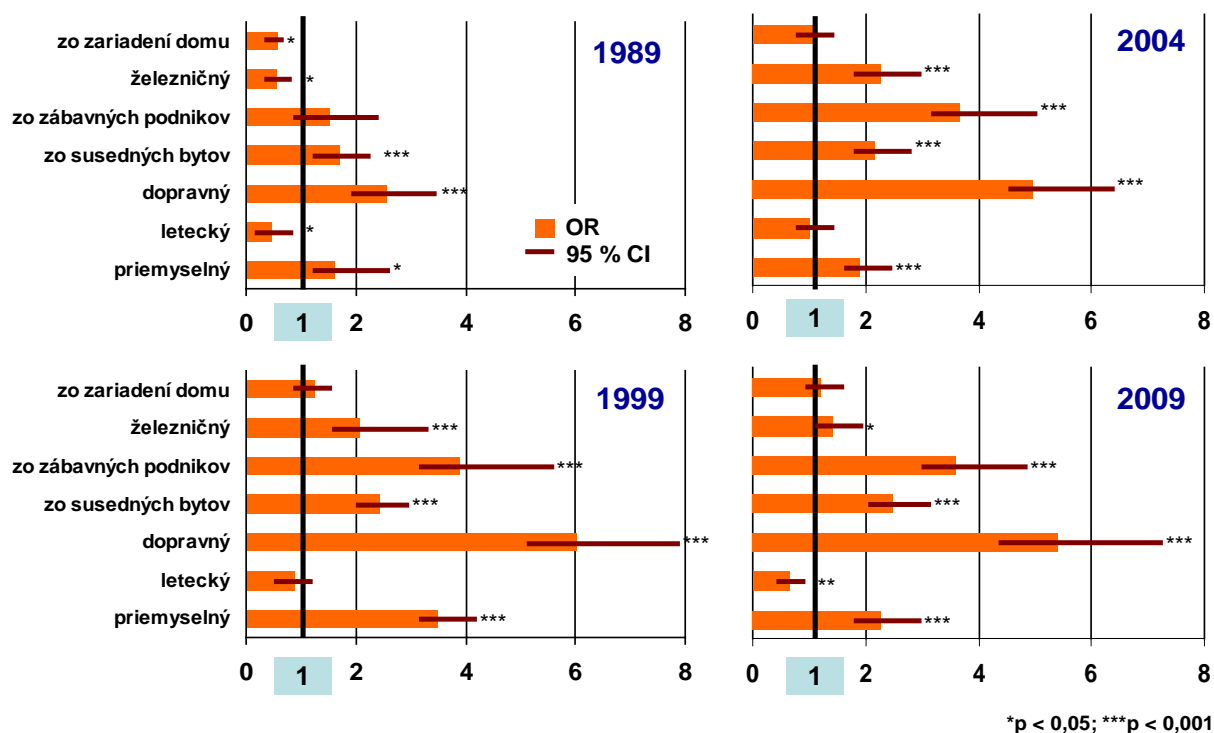 1989
zo zariadení domu *
železničný *
zo zábavných podnikov
zo susedných bytov ***
dopravný ***
letecký *
priemyselný *
OR
95 % CI
0 1 2 4 6 8
2004
***
***
***
***
***
0 1 2 4 6 8
1999
zo zariadení domu
železničný ***
zo zábavných podnikov ***
zo susedných bytov ***
dopravný ***
letecký
priemyselný ***
0 1 2 4 6 8
2009
*
***
***
***
**
***
0 1 2 4 6 8
*p < 0,05; ***p < 0,001